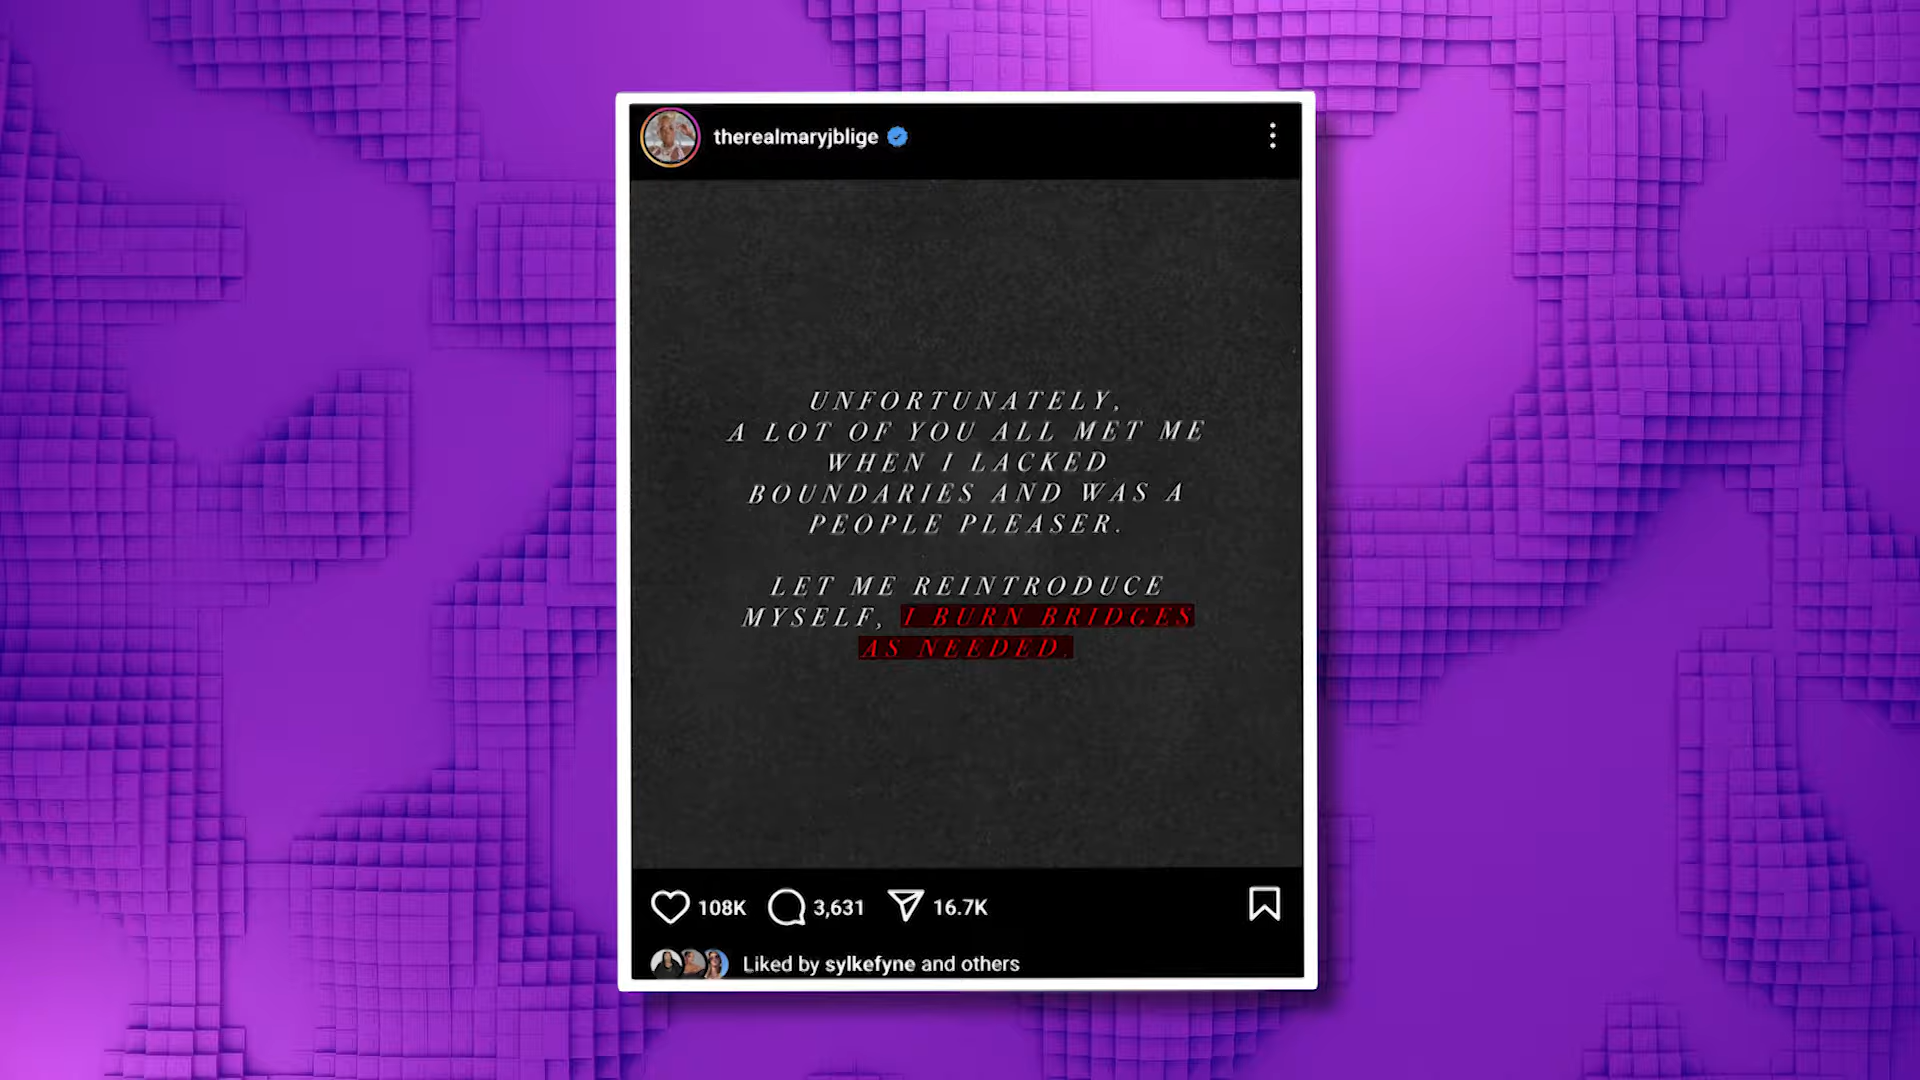 therealmaryjblige
UNFORTUNATELY,
A LOT OF YOU ALL MET ME
WHEN I LACKED
BOUNDARIES AND WAS A
PEOPLE PLEASER.
LET ME REINTRODUCE
MYSELF, I BURN BRIDGES
AS NEEDED.
108K 3,631 16.7K
Liked by sylkefyne and others